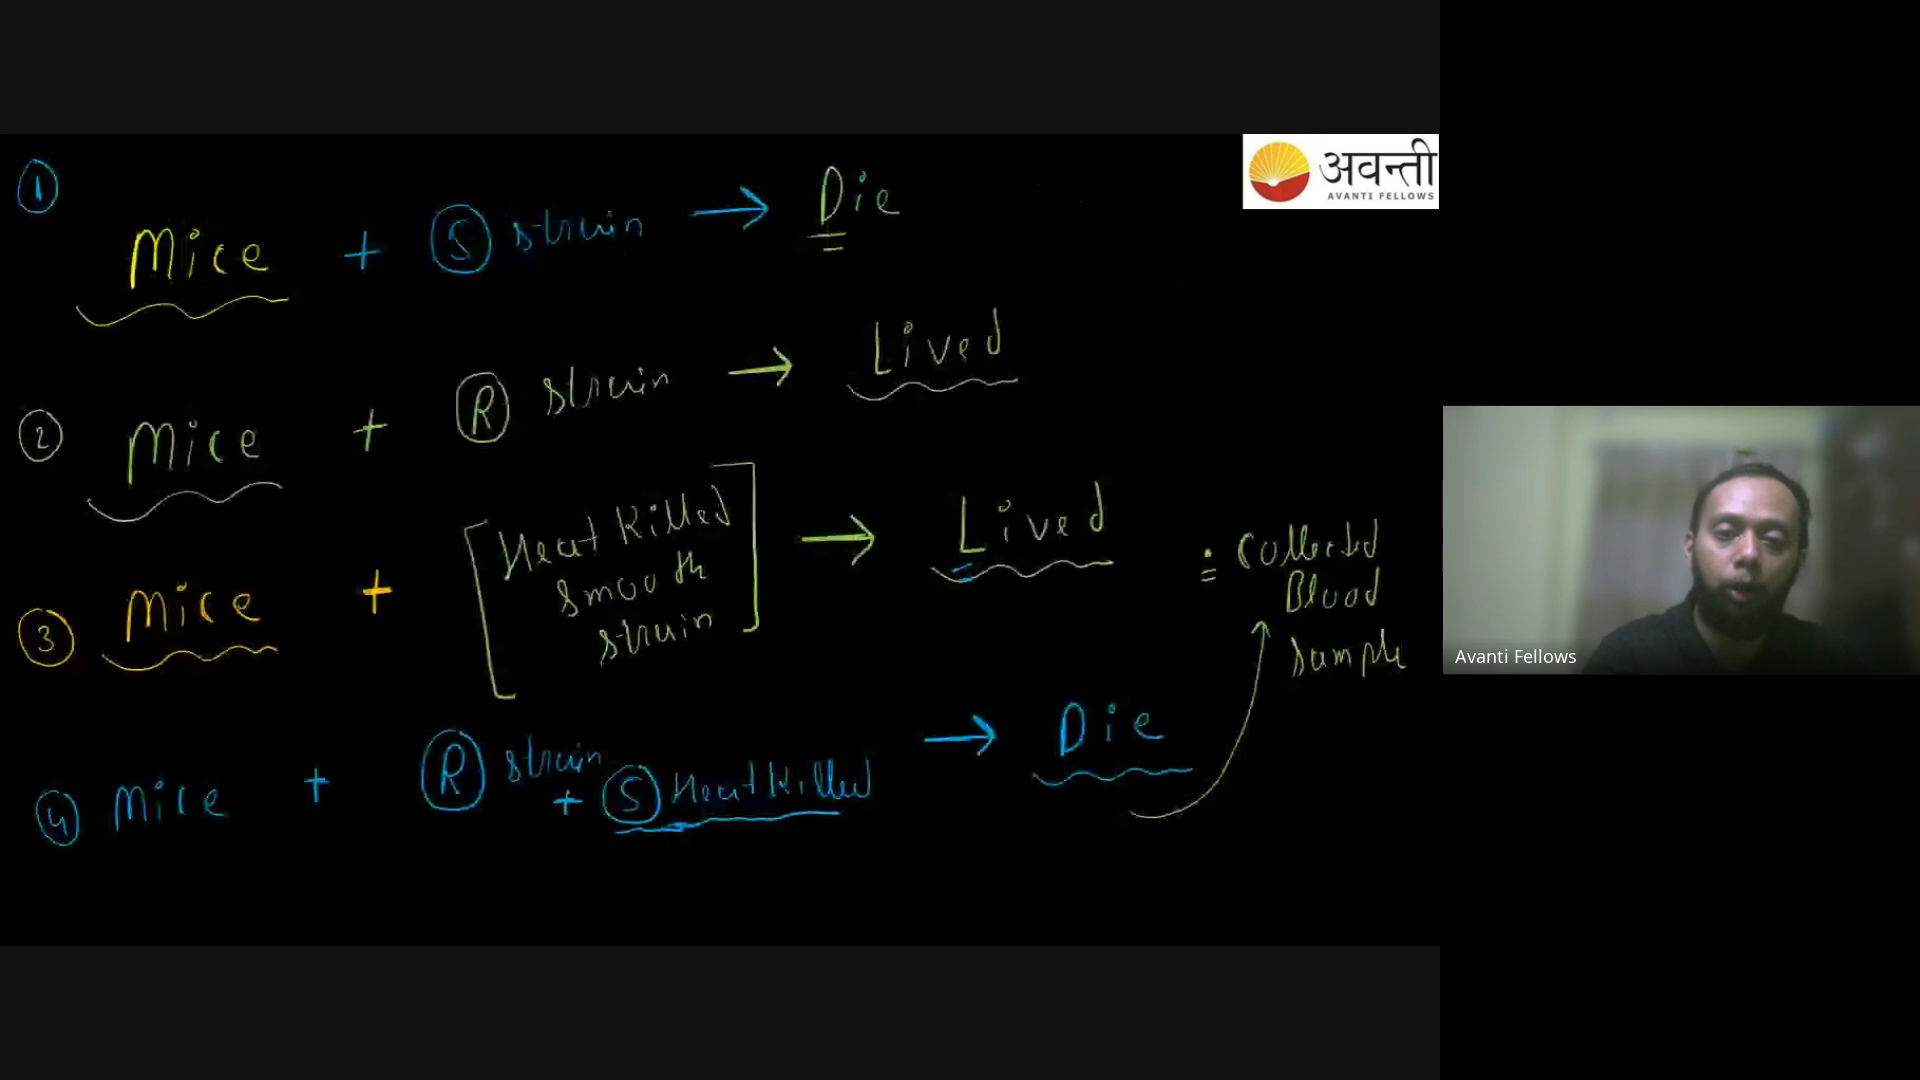 1
Mice + S strain → Die
2 Mice + R strain → Lived
3 Mice + [Heat Killed
Smooth
strain] → Lived
= Collected
Blood
sample
4 Mice + R strain
+ S Heat Killed → Die
अवन्ती
AVANTI FELLOWS
Avanti Fellows